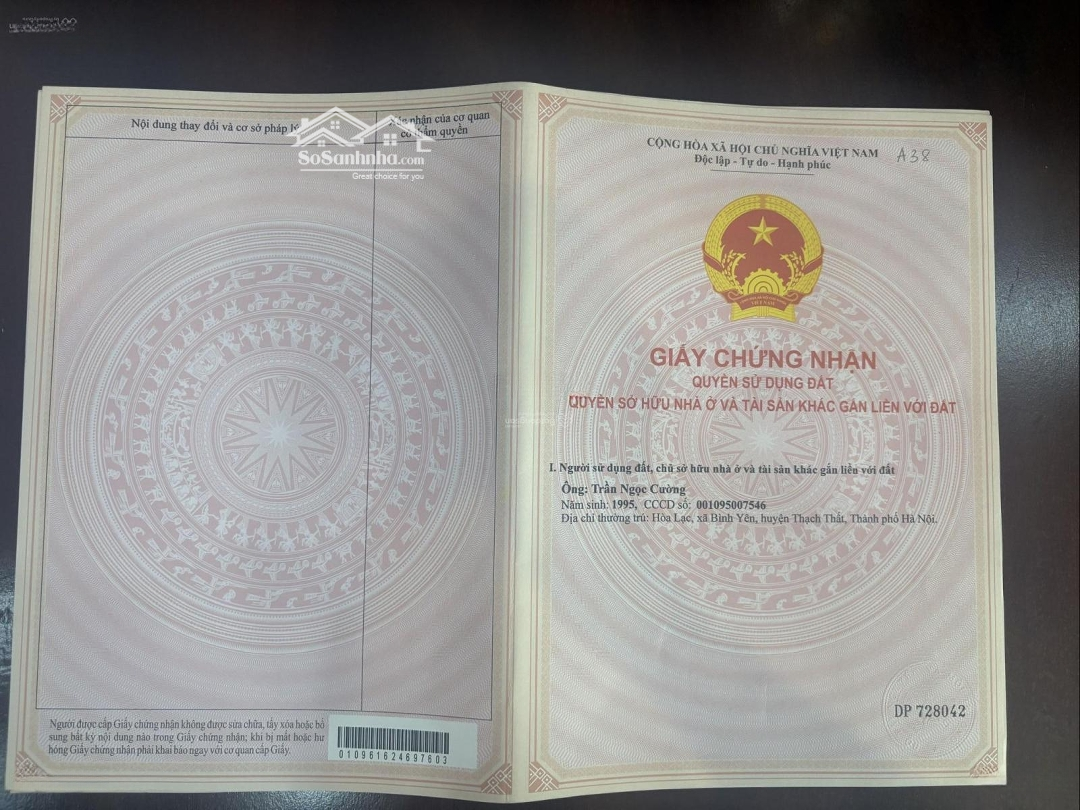 Nội dung thay đổi và cơ sở pháp lý
Xác nhận của cơ quan
có thẩm quyền
SoSanhnha.com
Great choice for you
Người được cấp Giấy chứng nhận không được sửa chữa, tẩy xóa hoặc bổ
sung bất kỳ nội dung nào trong Giấy chứng nhận; khi bị mất hoặc hư
hỏng Giấy chứng nhận phải khai báo ngay với cơ quan cấp Giấy.
010961624697603
CỘNG HÒA XÃ HỘI CHỦ NGHĨA VIỆT NAM
A38
Độc lập - Tự do - Hạnh phúc
VIỆT NAM
GIẤY CHỨNG NHẬN
QUYỀN SỬ DỤNG ĐẤT
QUYỀN SỞ HỮU NHÀ Ở VÀ TÀI SẢN KHÁC GẮN LIỀN VỚI ĐẤT
I. Người sử dụng đất, chủ sở hữu nhà ở và tài sản khác gắn liền với đất
Ông: Trần Ngọc Cường
Năm sinh: 1995, CCCD số: 001095007546
Địa chỉ thường trú: Hòa Lạc, xã Bình Yên, huyện Thạch Thất, Thành phố Hà Nội.
DP 728042